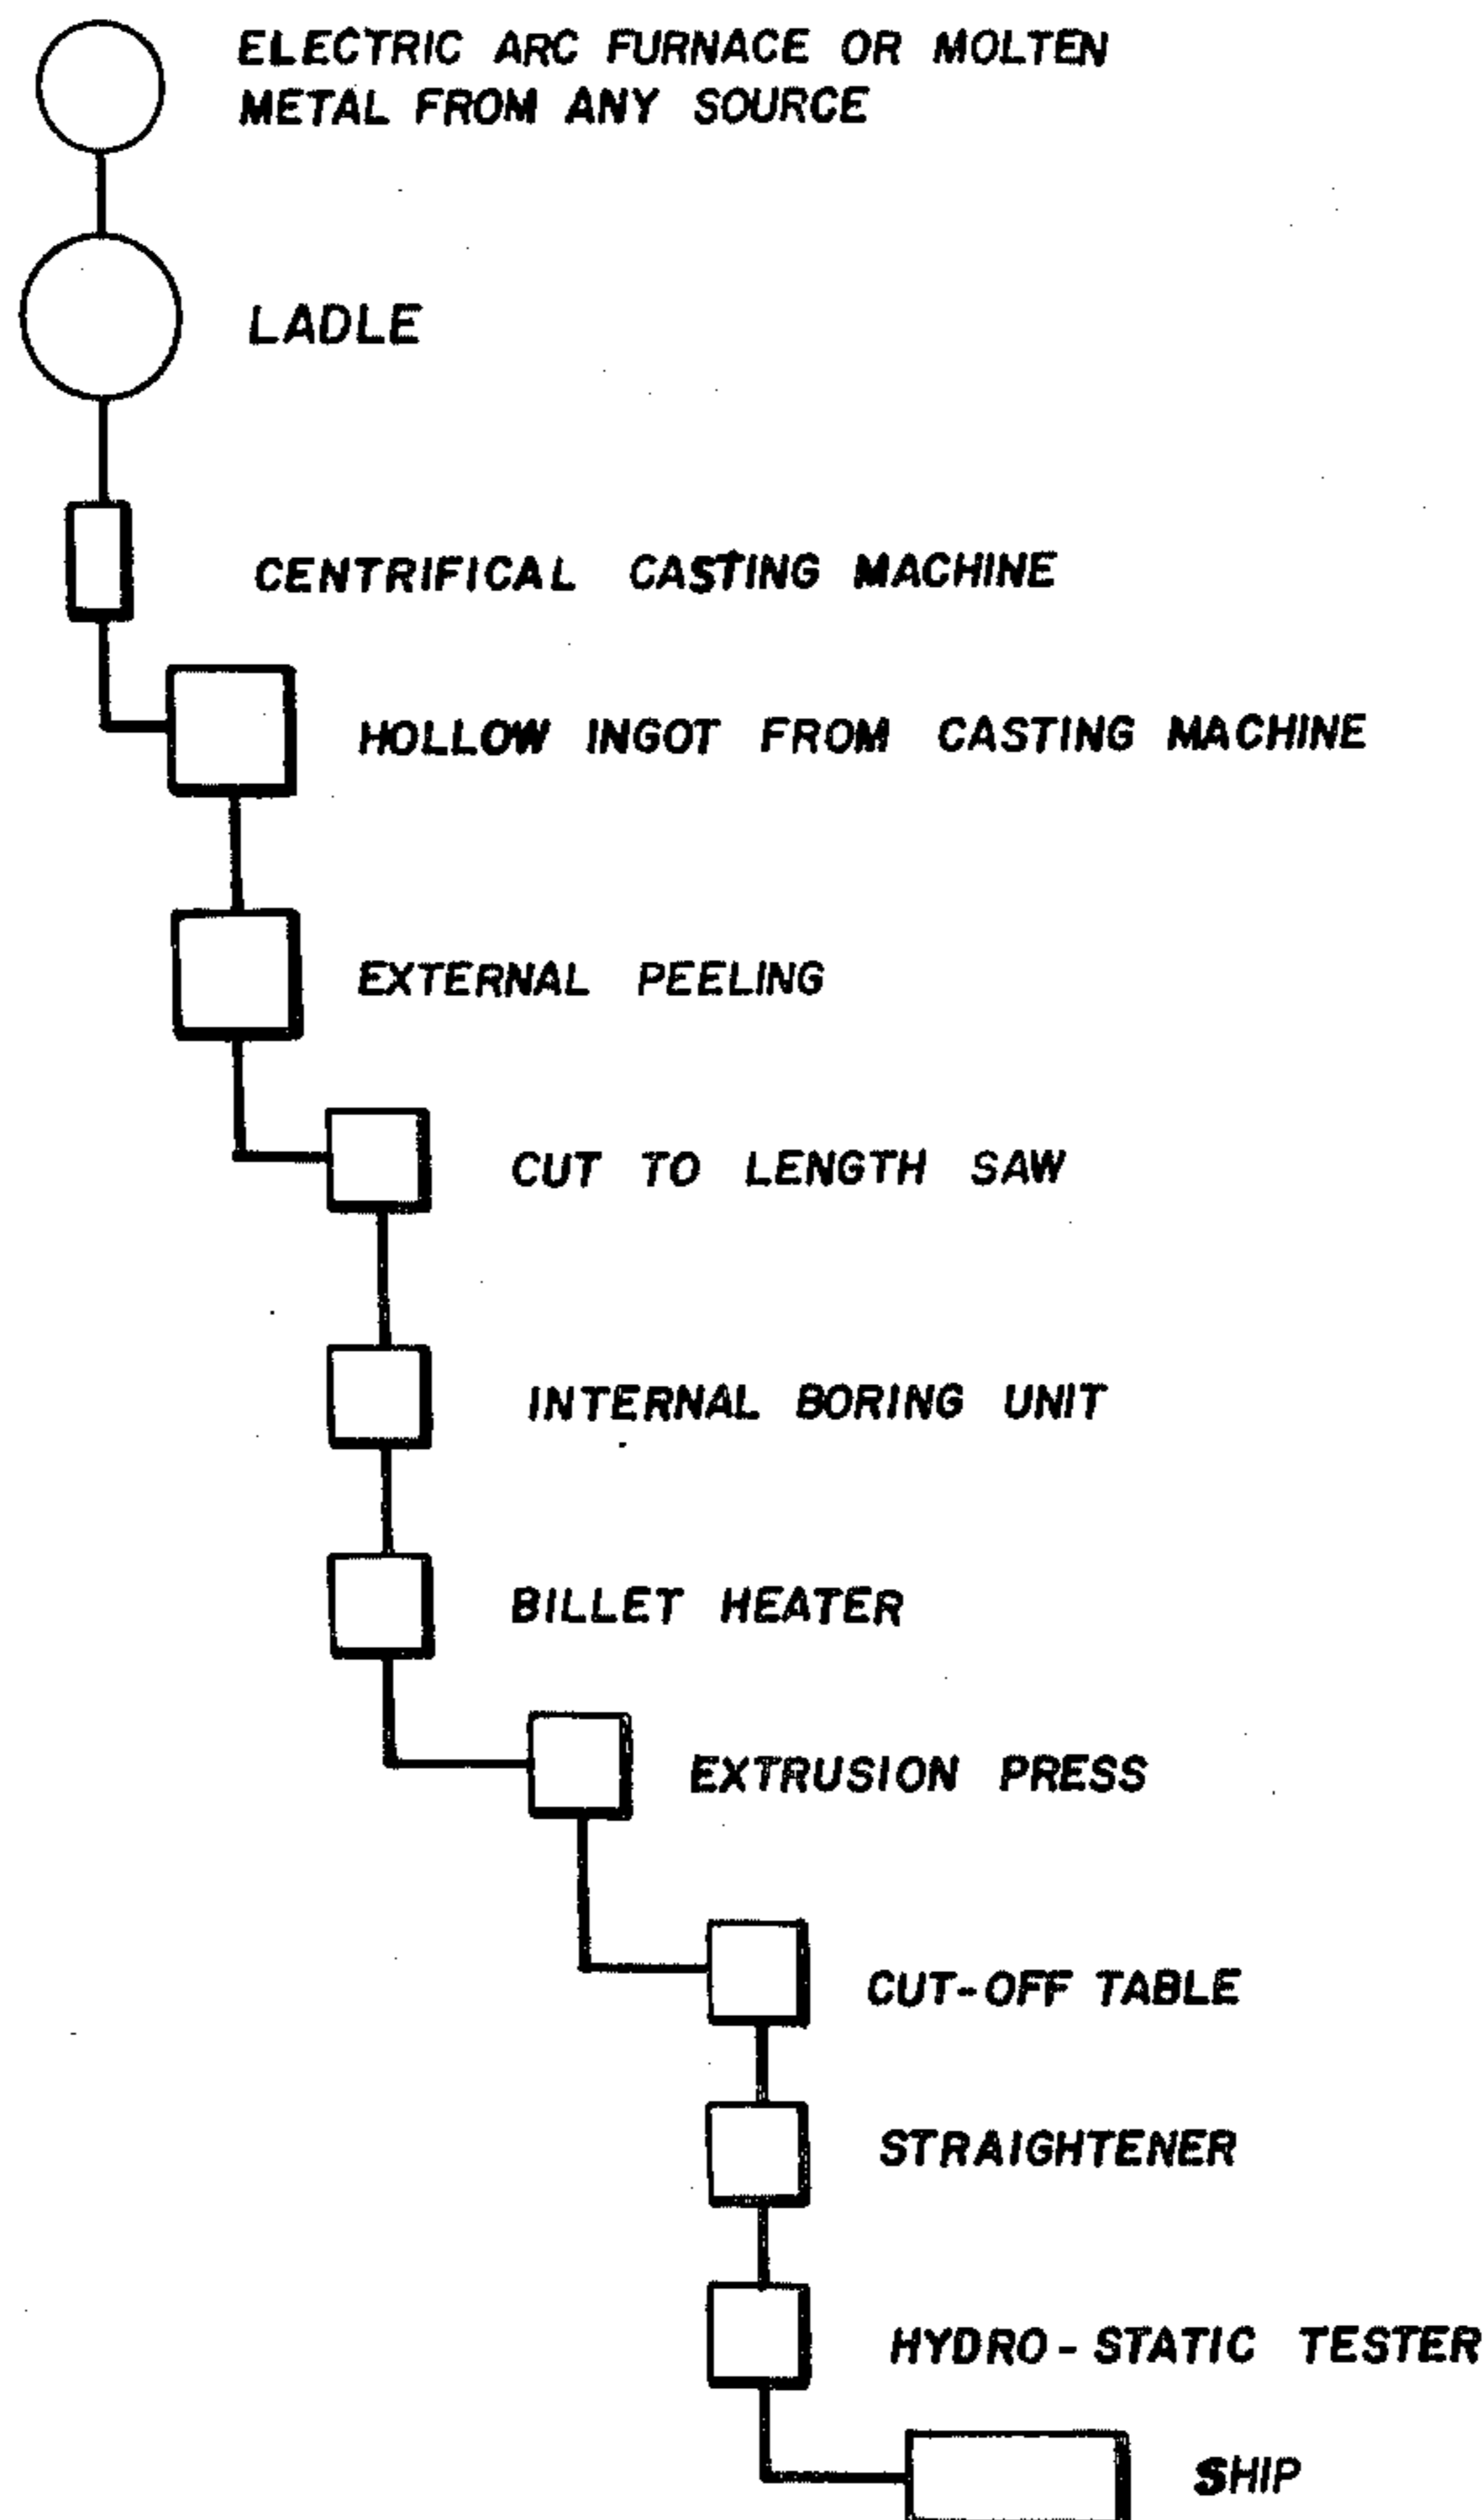 ELECTRIC ARC FURNACE OR MOLTEN
METAL FROM ANY SOURCE
LADLE
CENTRIFICAL CASTING MACHINE
HOLLOW INGOT FROM CASTING MACHINE
EXTERNAL PEELING
CUT TO LENGTH SAW
INTERNAL BORING UNIT
BILLET HEATER
EXTRUSION PRESS
CUT-OFF TABLE
STRAIGHTENER
HYDRO-STATIC TESTER
SHIP